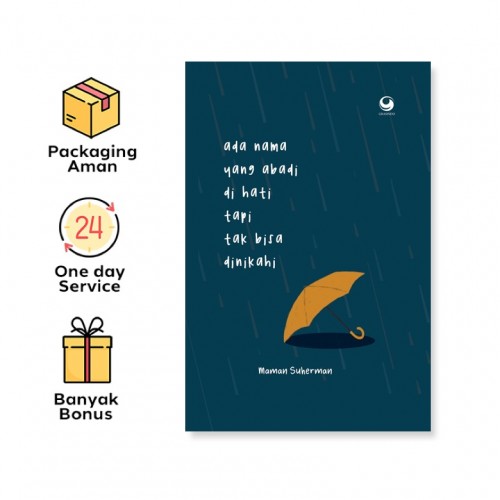 Packaging
Aman
24
One day
Service
Banyak
Bonus
ada nama
yang abadi
di hati
tapi
tak bisa
dinikahi
Maman Suherman